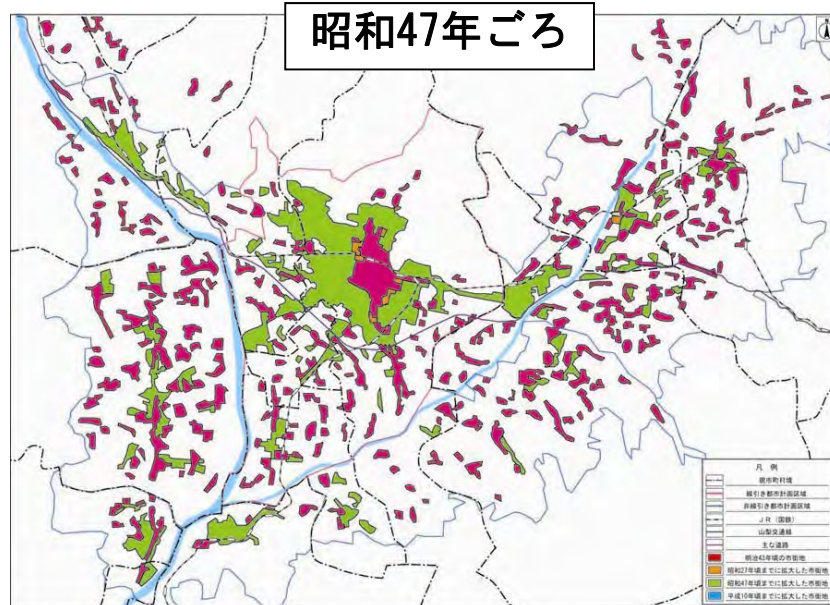 昭和47年ごろ
凡 例
現市町村境
線引き都市計画区域
非線引き都市計画区域
J R (国鉄)
山梨交通線
主な道路
明治43年頃の市街地
昭和27年頃までに拡大した市街地
昭和47年頃までに拡大した市街地
平成10年頃までに拡大した市街地